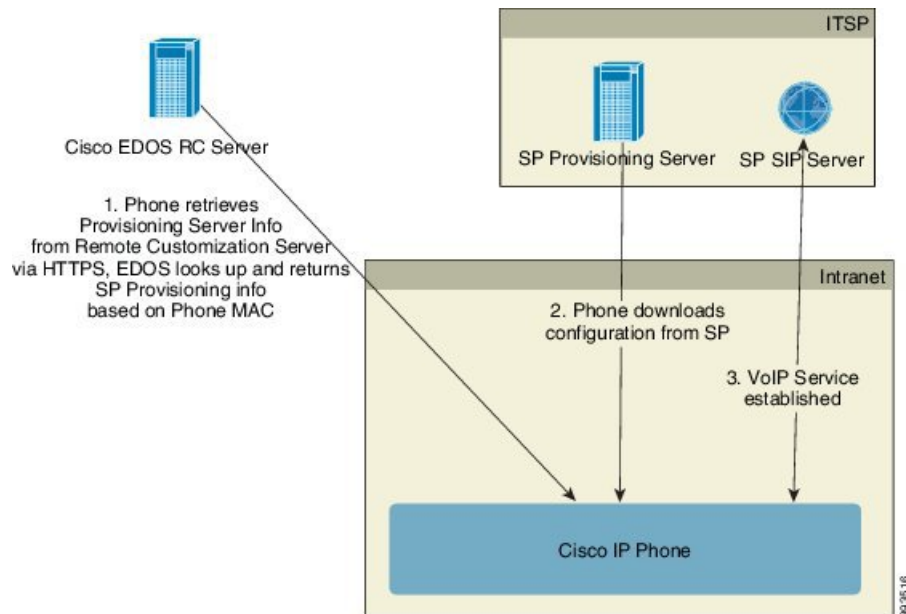 ITSP
Cisco EDOS RC Server
SP Provisioning Server
SP SIP Server
1. Phone retrieves
Provisioning Server Info
from Remote Customization Server
via HTTPS, EDOS looks up and returns
SP Provisioning info
based on Phone MAC
Intranet
2. Phone downloads
configuration from SP
3. VoIP Service
established
Cisco IP Phone